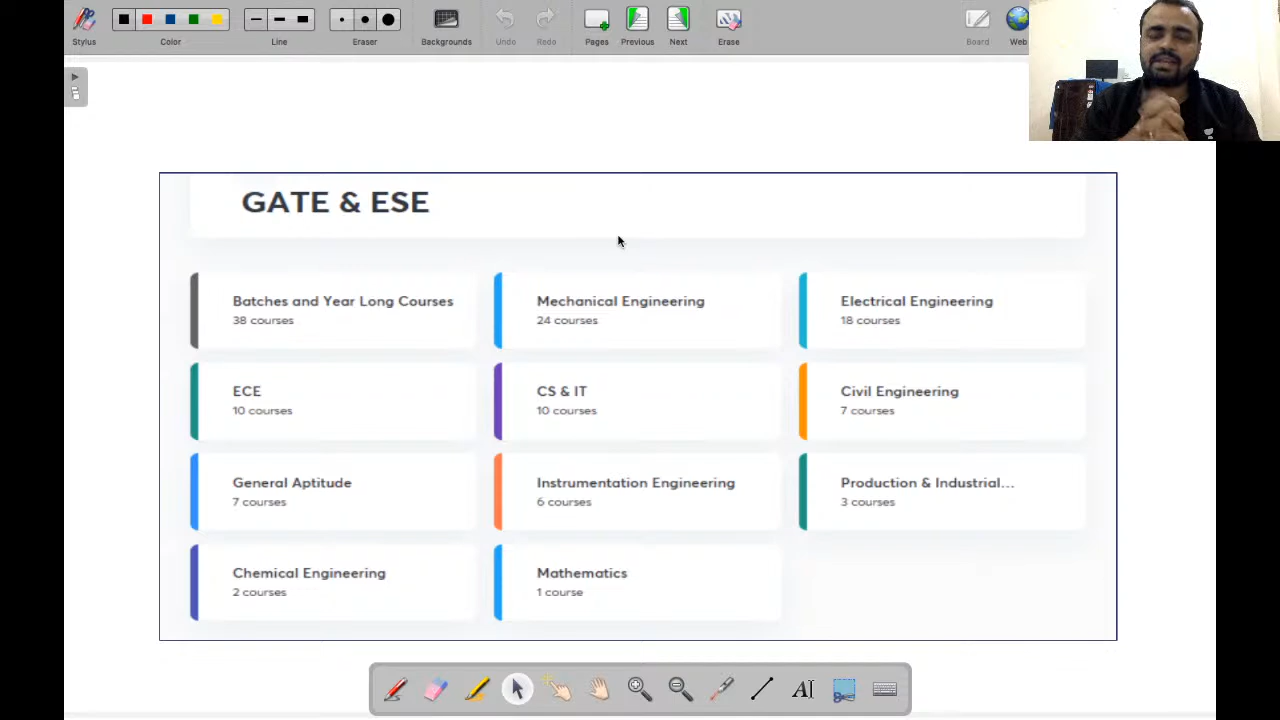 Stylus
Color
Line
Eraser
Backgrounds
Undo
Redo
Pages
Previous
Next
Erase
Board
Web
GATE & ESE
Batches and Year Long Courses
38 courses
Mechanical Engineering
24 courses
Electrical Engineering
18 courses
ECE
10 courses
CS & IT
10 courses
Civil Engineering
7 courses
General Aptitude
7 courses
Instrumentation Engineering
6 courses
Production & Industrial...
3 courses
Chemical Engineering
2 courses
Mathematics
1 course
AI